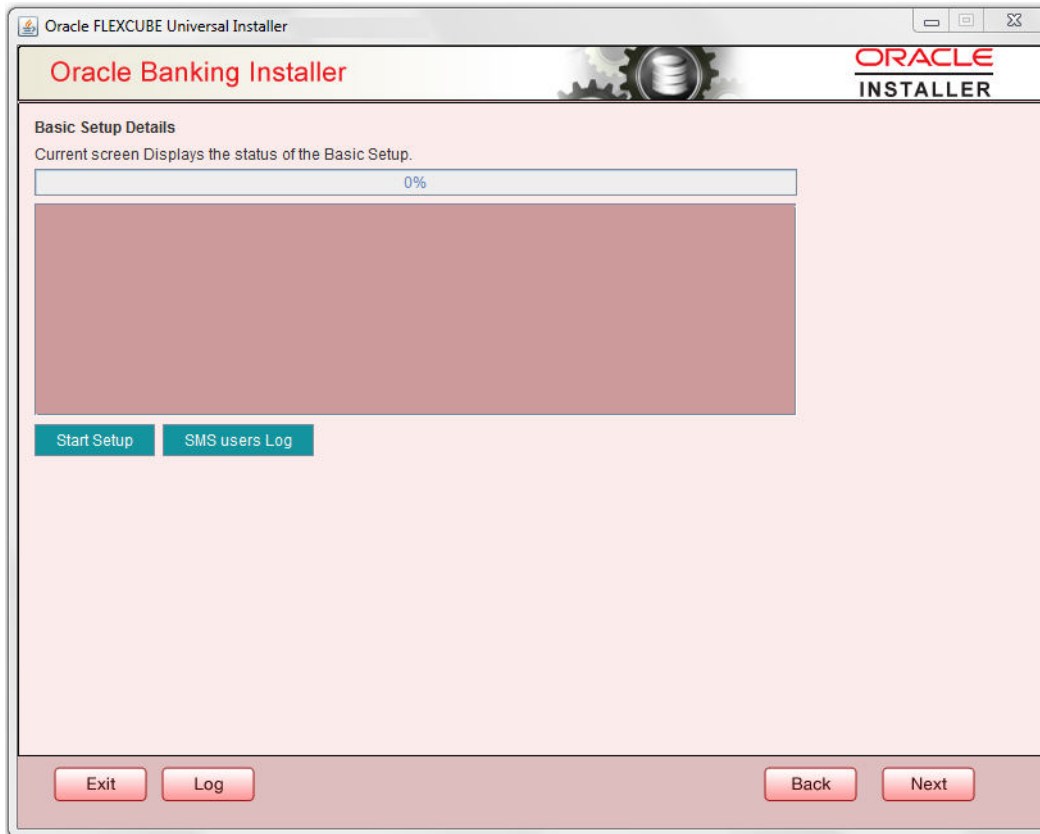 Oracle FLEXCUBE Universal Installer
Oracle Banking Installer
ORACLE
INSTALLER
Basic Setup Details
Current screen Displays the status of the Basic Setup.
0%
Start Setup
SMS users Log
Exit
Log
Back
Next